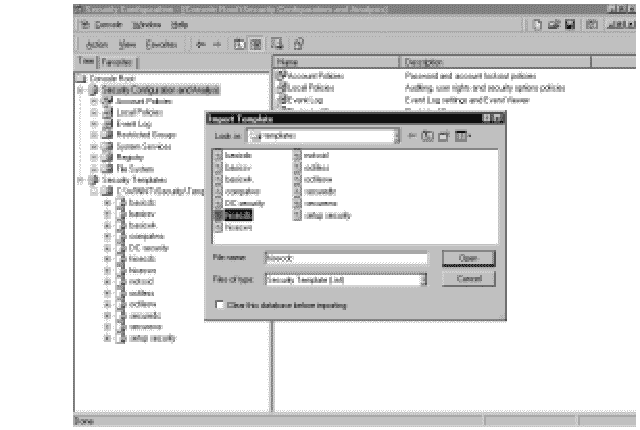 Security Configuration - [Console Root\Security Configuration and Analysis]
Console Window Help
Action View Favorites
Tree Favorites
Name Description
Console Root
Security Configuration and Analysis
Account Policies
Local Policies
Event Log
Restricted Groups
System Services
Registry
File System
Security Templates
C:\WINNT\Security\Temp
basicdc
basicsv
basicwk
compatws
DC security
hisecdc
hisecws
notssid
ocfiless
ocfilesw
securedc
securews
setup security
Account Policies Password and account lockout policies
Local Policies Auditing, user rights and security options policies
Event Log Event Log settings and Event Viewer
Import Template
Look in: templates
basicdc
basicsv
basicwk
compatws
DC security
hisecdc
hisecws
notssid
ocfiless
ocfilesw
securedc
securews
setup security
File name: hisecdc Open
Files of type: Security Template (.inf) Cancel
Clear this database before importing
Done